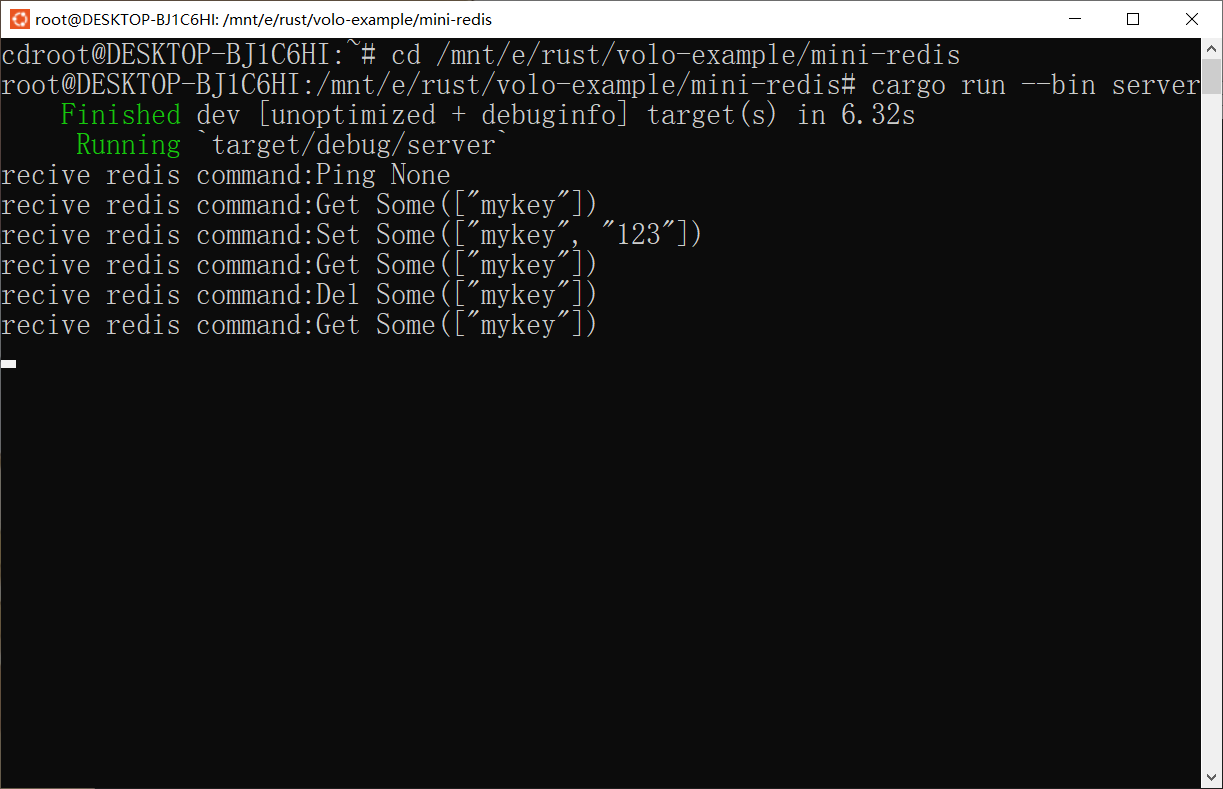 root@DESKTOP-BJ1C6HI: /mnt/e/rust/volo-example/mini-redis
cdroot@DESKTOP-BJ1C6HI:~# cd /mnt/e/rust/volo-example/mini-redis
root@DESKTOP-BJ1C6HI:/mnt/e/rust/volo-example/mini-redis# cargo run --bin server
Finished dev [unoptimized + debuginfo] target(s) in 6.32s
Running `target/debug/server`
recive redis command:Ping None
recive redis command:Get Some(["mykey"])
recive redis command:Set Some(["mykey", "123"])
recive redis command:Get Some(["mykey"])
recive redis command:Del Some(["mykey"])
recive redis command:Get Some(["mykey"])